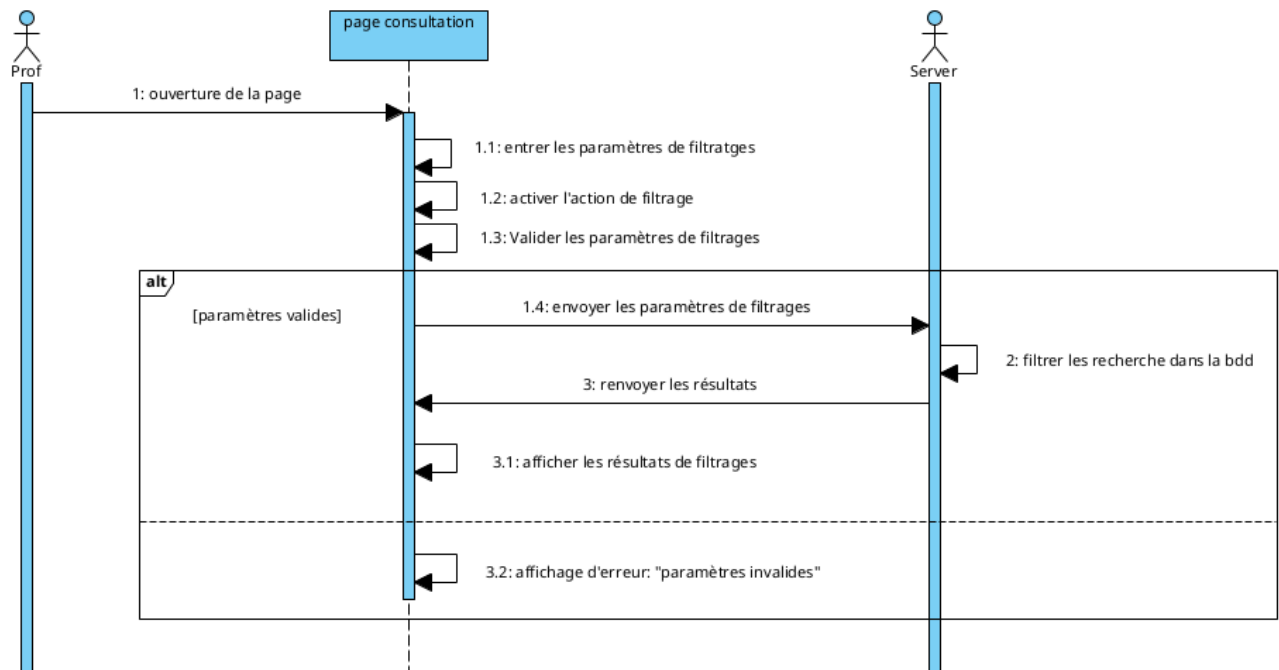 page consultation
Prof
Server
1: ouverture de la page
1.1: entrer les paramètres de filtratges
1.2: activer l'action de filtrage
1.3: Valider les paramètres de filtrages
alt
[paramètres valides]
1.4: envoyer les paramètres de filtrages
2: filtrer les recherche dans la bdd
3: renvoyer les résultats
3.1: afficher les résultats de filtrages
3.2: affichage d'erreur: "paramètres invalides"